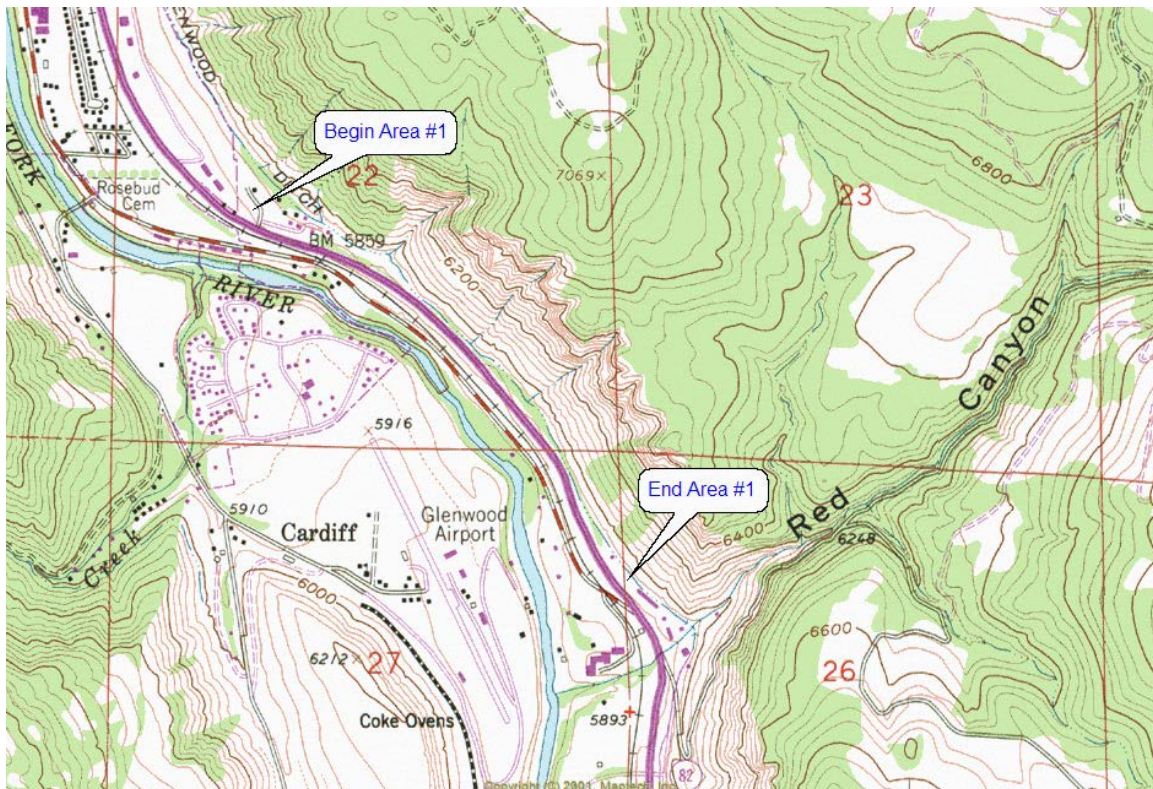 ENWOOD
Begin Area #1
DITCH
22
7069
6800
23
FORK
Rosebud
Cem
BM 5859
6200
RIVER
Canyon
5916
End Area #1
Red
5910
Cardiff
Glenwood
Airport
6400
6248
Creek
6000
6600
6212
27
26
Coke Ovens
5893
82
Copyright (C) 2001, Maptech, Inc.